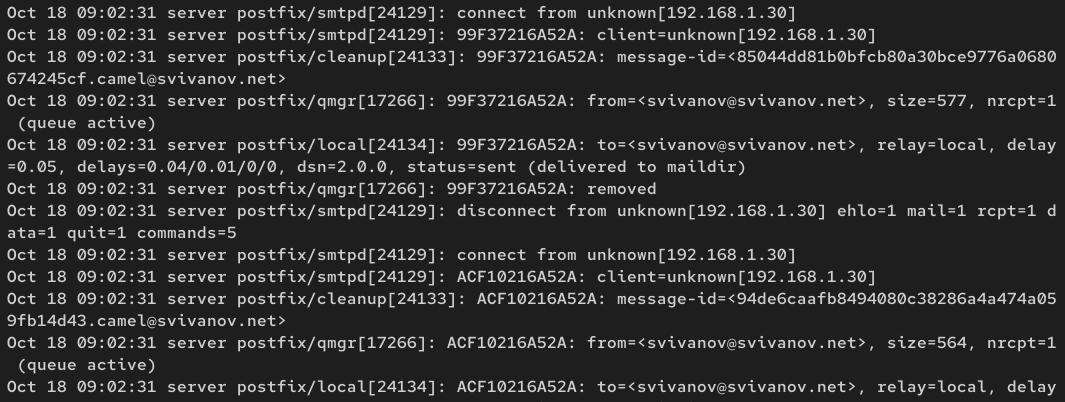 Oct 18 09:02:31 server postfix/smtpd[24129]: connect from unknown[192.168.1.30]
Oct 18 09:02:31 server postfix/smtpd[24129]: 99F37216A52A: client=unknown[192.168.1.30]
Oct 18 09:02:31 server postfix/cleanup[24133]: 99F37216A52A: message-id=<85044dd81b0bfcb80a30bce9776a0680
674245cf.camel@svivanov.net>
Oct 18 09:02:31 server postfix/qmgr[17266]: 99F37216A52A: from=<svivanov@svivanov.net>, size=577, nrcpt=1
 (queue active)
Oct 18 09:02:31 server postfix/local[24134]: 99F37216A52A: to=<svivanov@svivanov.net>, relay=local, delay
=0.05, delays=0.04/0.01/0/0, dsn=2.0.0, status=sent (delivered to maildir)
Oct 18 09:02:31 server postfix/qmgr[17266]: 99F37216A52A: removed
Oct 18 09:02:31 server postfix/smtpd[24129]: disconnect from unknown[192.168.1.30] ehlo=1 mail=1 rcpt=1 d
ata=1 quit=1 commands=5
Oct 18 09:02:31 server postfix/smtpd[24129]: connect from unknown[192.168.1.30]
Oct 18 09:02:31 server postfix/smtpd[24129]: ACF10216A52A: client=unknown[192.168.1.30]
Oct 18 09:02:31 server postfix/cleanup[24133]: ACF10216A52A: message-id=<94de6caafb8494080c38286a4a474a05
9fb14d43.camel@svivanov.net>
Oct 18 09:02:31 server postfix/qmgr[17266]: ACF10216A52A: from=<svivanov@svivanov.net>, size=564, nrcpt=1
 (queue active)
Oct 18 09:02:31 server postfix/local[24134]: ACF10216A52A: to=<svivanov@svivanov.net>, relay=local, delay